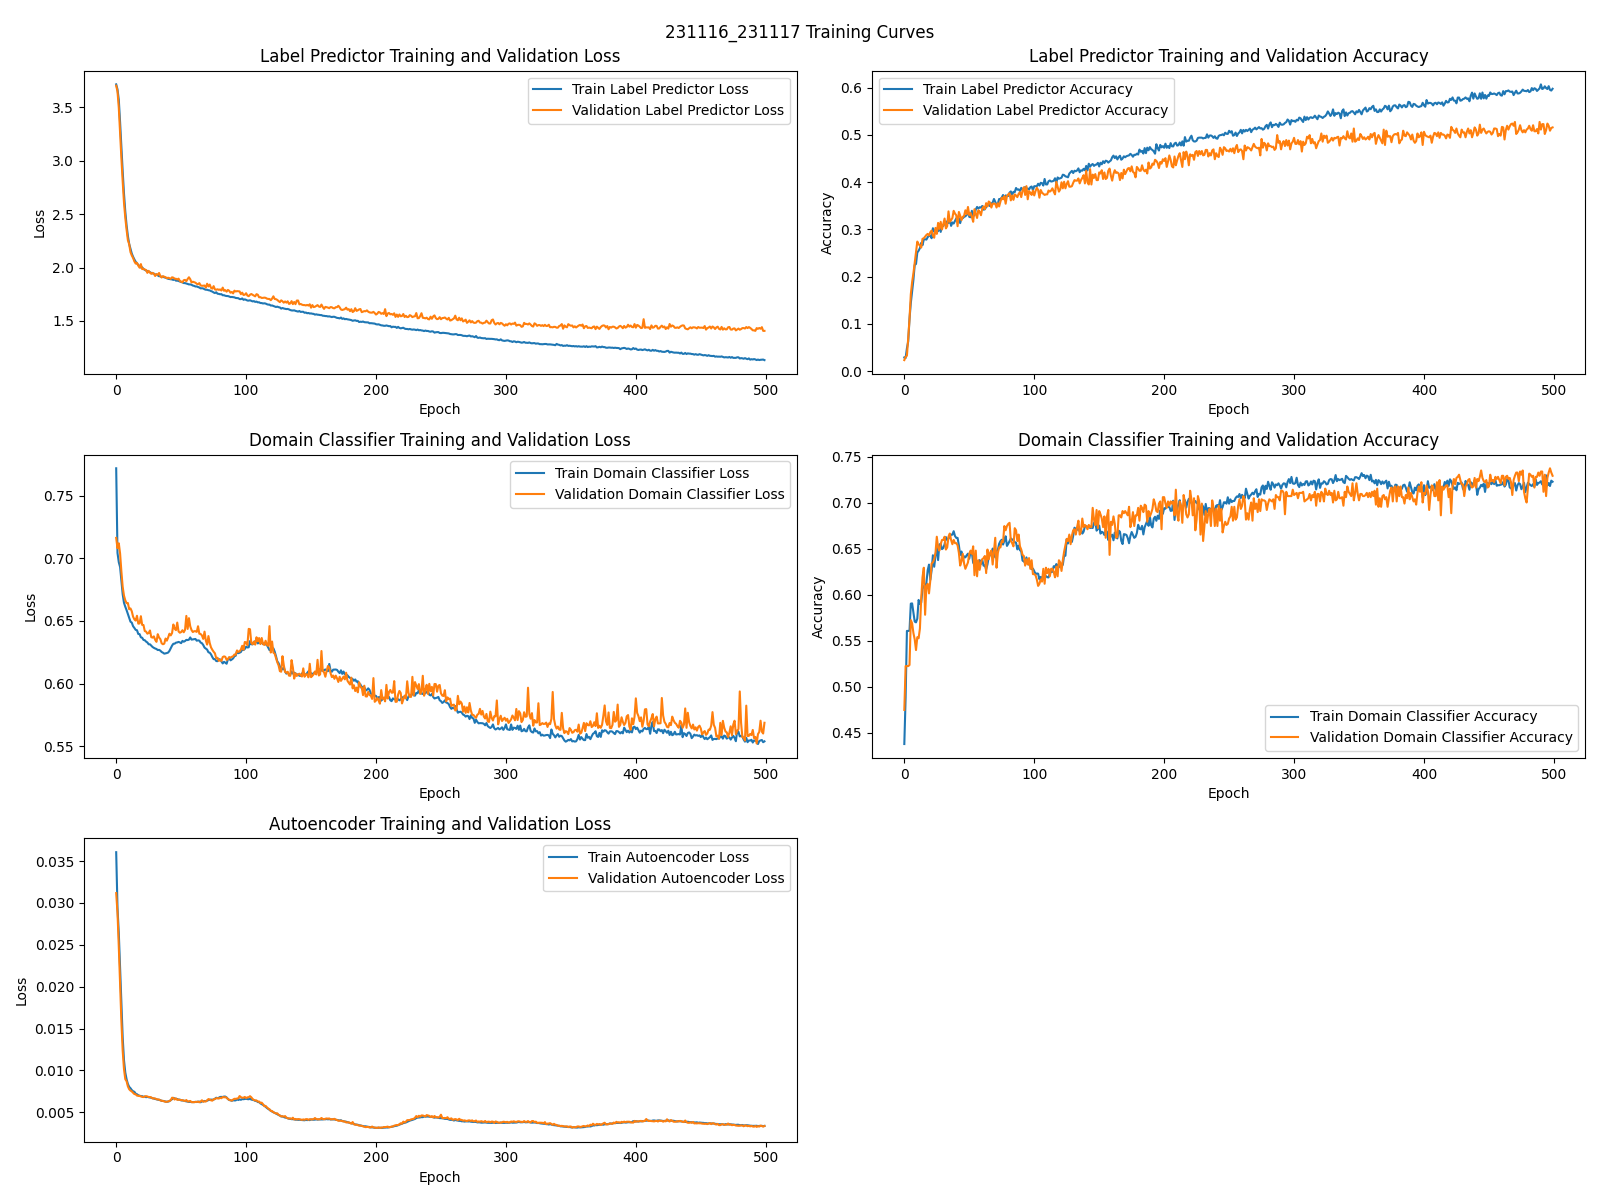 231116_231117 Training Curves
Label Predictor Training and Validation Loss
3.5
3.0
2.5
2.0
1.5
Loss
Train Label Predictor Loss
Validation Label Predictor Loss
0 100 200 300 400 500
Epoch
Label Predictor Training and Validation Accuracy
0.6
0.5
0.4
0.3
0.2
0.1
0.0
Accuracy
Train Label Predictor Accuracy
Validation Label Predictor Accuracy
0 100 200 300 400 500
Epoch
Domain Classifier Training and Validation Loss
0.75
0.70
0.65
0.60
0.55
Loss
Train Domain Classifier Loss
Validation Domain Classifier Loss
0 100 200 300 400 500
Epoch
Domain Classifier Training and Validation Accuracy
0.75
0.70
0.65
0.60
0.55
0.50
0.45
Accuracy
Train Domain Classifier Accuracy
Validation Domain Classifier Accuracy
0 100 200 300 400 500
Epoch
Autoencoder Training and Validation Loss
0.035
0.030
0.025
0.020
0.015
0.010
0.005
Loss
Train Autoencoder Loss
Validation Autoencoder Loss
0 100 200 300 400 500
Epoch